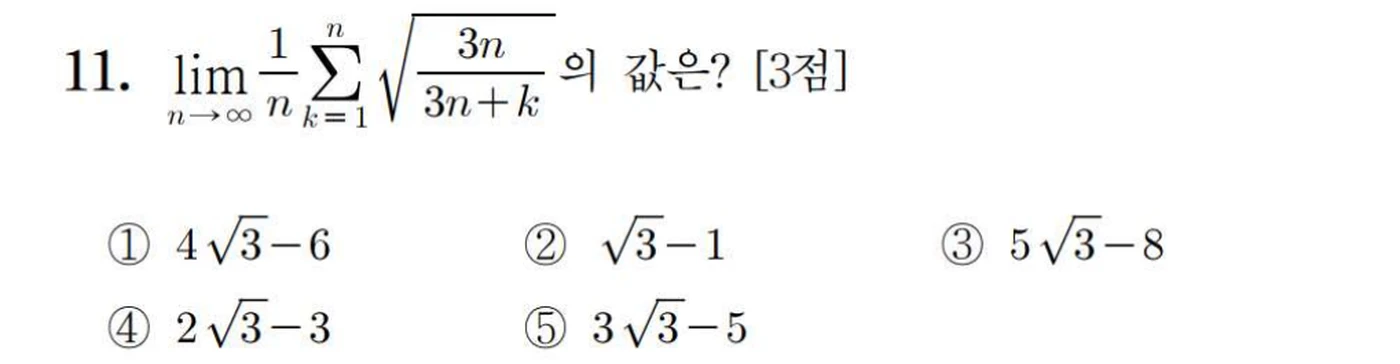 11. $\lim_{n \to \infty} \frac{1}{n} \sum_{k=1}^{n} \sqrt{\frac{3n}{3n+k}}$ 의 값은? [3점]
① $4\sqrt{3}-6$ ② $\sqrt{3}-1$ ③ $5\sqrt{3}-8$
④ $2\sqrt{3}-3$ ⑤ $3\sqrt{3}-5$